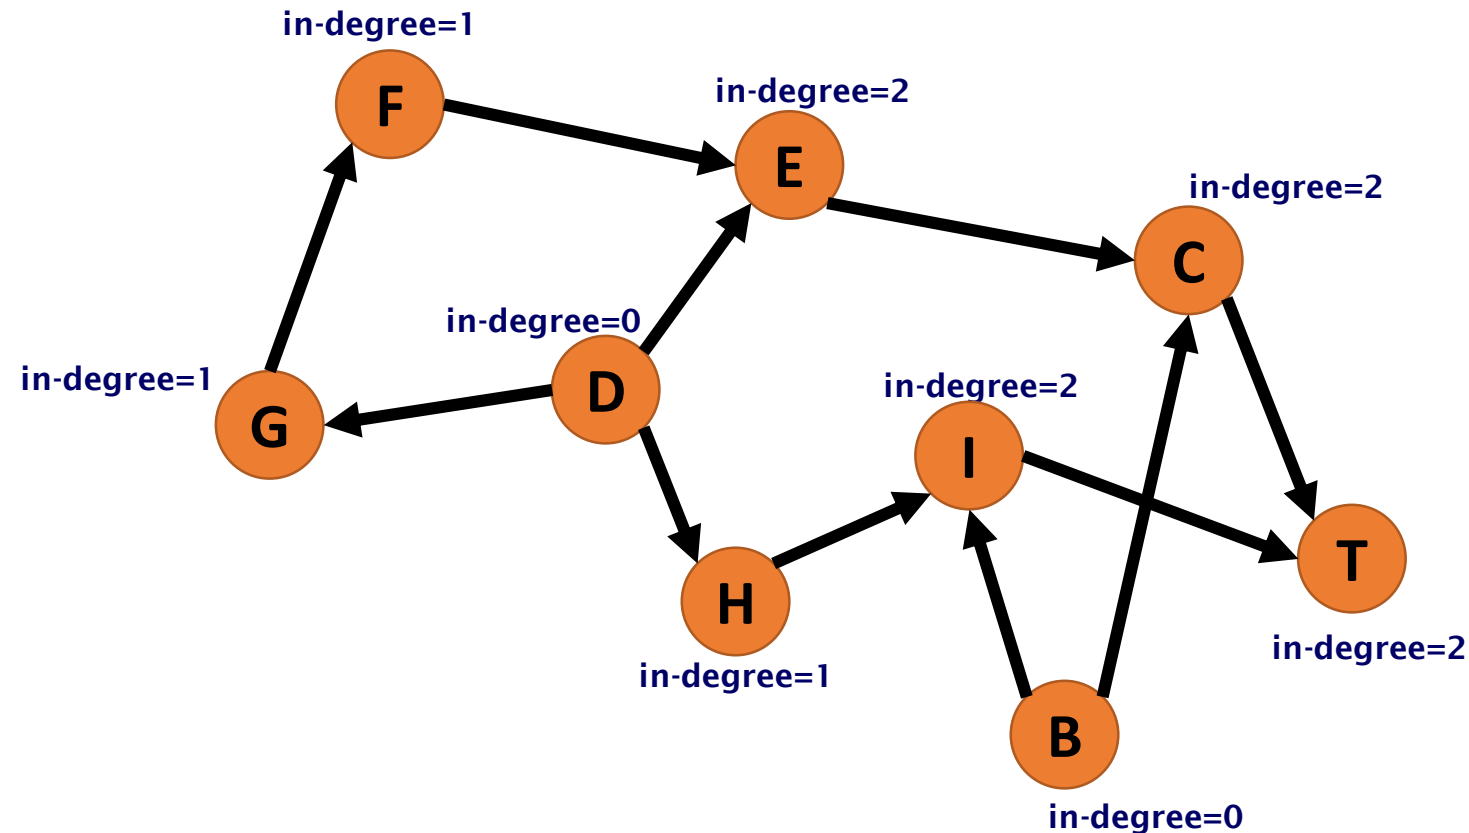 in-degree=1
F
in-degree=2
E
in-degree=2
C
in-degree=0
D
in-degree=1
G
in-degree=2
I
T
in-degree=2
H
in-degree=1
B
in-degree=0